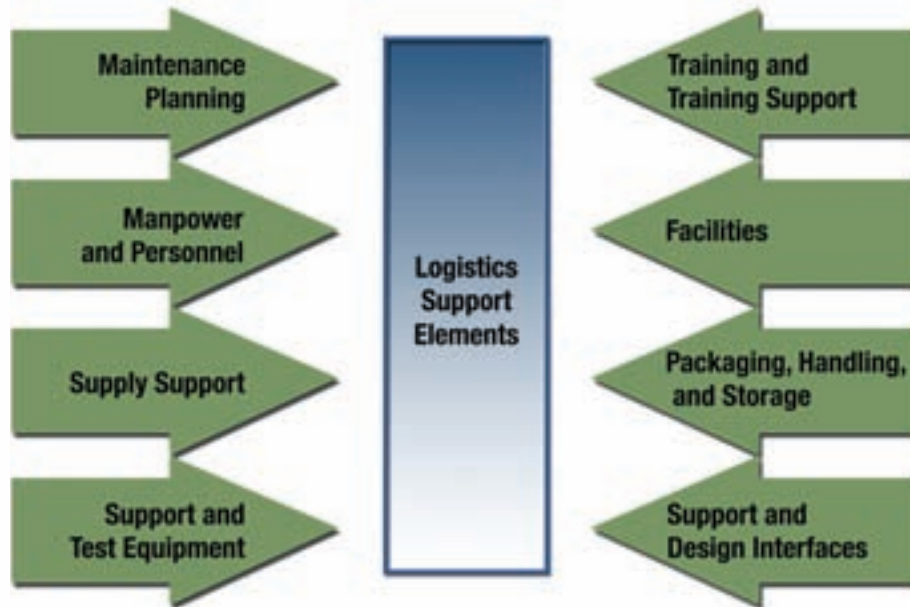 Maintenance
Planning
Manpower
and Personnel
Supply Support
Support and
Test Equipment
Logistics
Support
Elements
Training and
Training Support
Facilities
Packaging, Handling,
and Storage
Support and
Design Interfaces